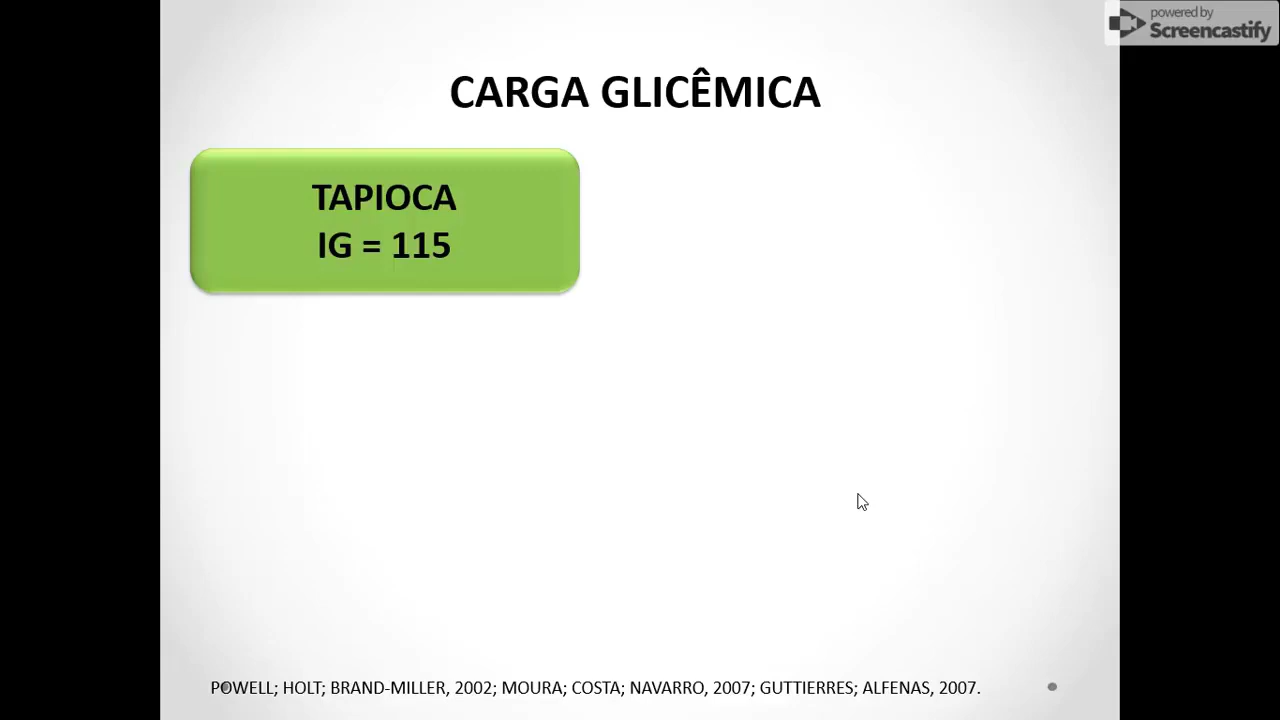 powered by
Screencastify
CARGA GLICÊMICA
TAPIOCA
IG = 115
POWELL; HOLT; BRAND-MILLER, 2002; MOURA; COSTA; NAVARRO, 2007; GUTTIERRES; ALFENAS, 2007.